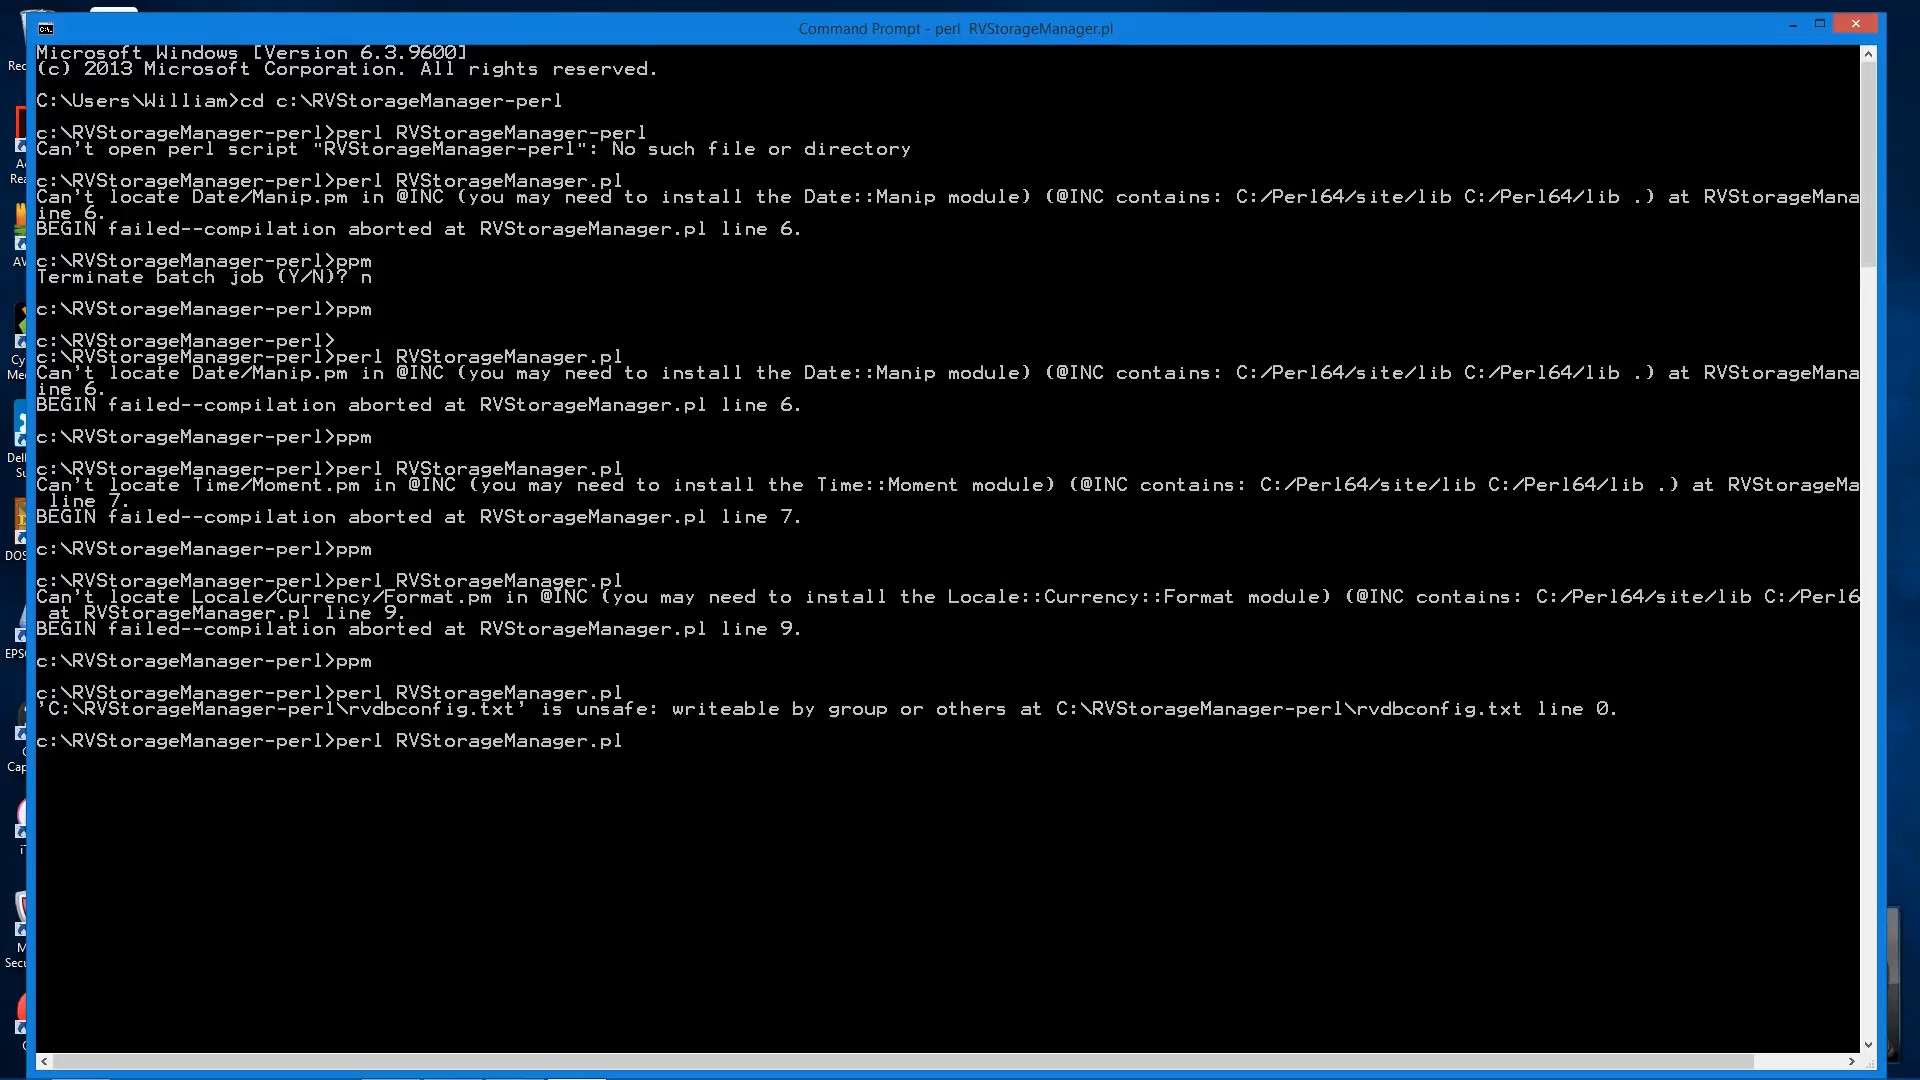 Command Prompt - perl  RVStorageManager.pl
Microsoft Windows [Version 6.3.9600]
(c) 2013 Microsoft Corporation. All rights reserved.
C:\Users\William>cd c:\RVStorageManager-perl
c:\RVStorageManager-perl>perl RVStorageManager-perl
Can't open perl script "RVStorageManager-perl": No such file or directory
c:\RVStorageManager-perl>perl RVStorageManager.pl
Can't locate Date/Manip.pm in @INC (you may need to install the Date::Manip module) (@INC contains: C:/Perl64/site/lib C:/Perl64/lib .) at RVStorageMana
ine 6.
BEGIN failed--compilation aborted at RVStorageManager.pl line 6.
c:\RVStorageManager-perl>ppm
Terminate batch job (Y/N)? n
c:\RVStorageManager-perl>ppm
c:\RVStorageManager-perl>
c:\RVStorageManager-perl>perl RVStorageManager.pl
Can't locate Date/Manip.pm in @INC (you may need to install the Date::Manip module) (@INC contains: C:/Perl64/site/lib C:/Perl64/lib .) at RVStorageMana
ine 6.
BEGIN failed--compilation aborted at RVStorageManager.pl line 6.
c:\RVStorageManager-perl>ppm
c:\RVStorageManager-perl>perl RVStorageManager.pl
Can't locate Time/Moment.pm in @INC (you may need to install the Time::Moment module) (@INC contains: C:/Perl64/site/lib C:/Perl64/lib .) at RVStorageMa
line 7.
BEGIN failed--compilation aborted at RVStorageManager.pl line 7.
c:\RVStorageManager-perl>ppm
c:\RVStorageManager-perl>perl RVStorageManager.pl
Can't locate Locale/Currency/Format.pm in @INC (you may need to install the Locale::Currency::Format module) (@INC contains: C:/Perl64/site/lib C:/Perl6
at RVStorageManager.pl line 9.
BEGIN failed--compilation aborted at RVStorageManager.pl line 9.
c:\RVStorageManager-perl>ppm
c:\RVStorageManager-perl>perl RVStorageManager.pl
'C:\RVStorageManager-perl\rvdbconfig.txt' is unsafe: writeable by group or others at C:\RVStorageManager-perl\rvdbconfig.txt line 0.
c:\RVStorageManager-perl>perl RVStorageManager.pl
Rec
Rea
AV
Cy
Me
Dell
Su
DOS
EPS
Cap
Secu